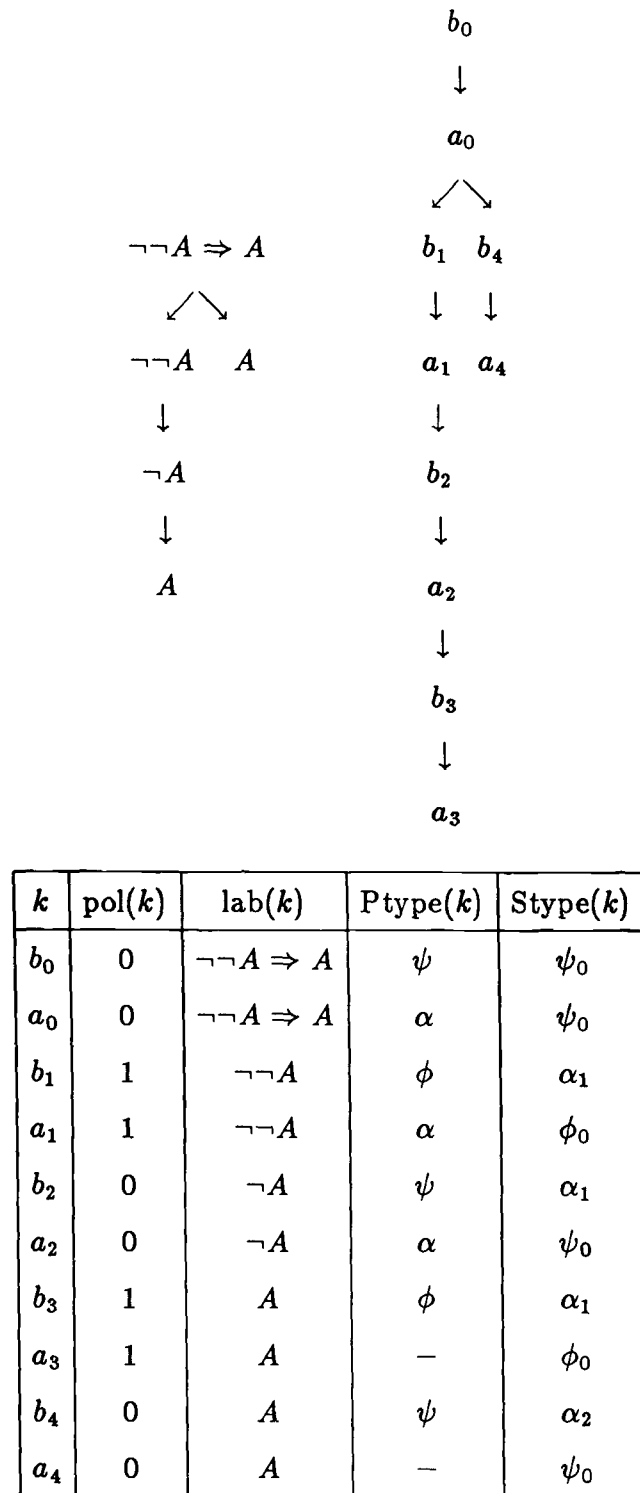 b₀
↓
a₀
↙ ↘
¬¬A ⇒ A b₁ b₄
↙ ↘ ↓ ↓
¬¬A A a₁ a₄
↓ ↓
¬A b₂
↓ ↓
A a₂
↓
b₃
↓
a₃
k pol(k) lab(k) Ptype(k) Stype(k)
b₀ 0 ¬¬A ⇒ A ψ ψ₀
a₀ 0 ¬¬A ⇒ A α ψ₀
b₁ 1 ¬¬A ϕ α₁
a₁ 1 ¬¬A α ϕ₀
b₂ 0 ¬A ψ α₁
a₂ 0 ¬A α ψ₀
b₃ 1 A ϕ α₁
a₃ 1 A – ϕ₀
b₄ 0 A ψ α₂
a₄ 0 A – ψ₀